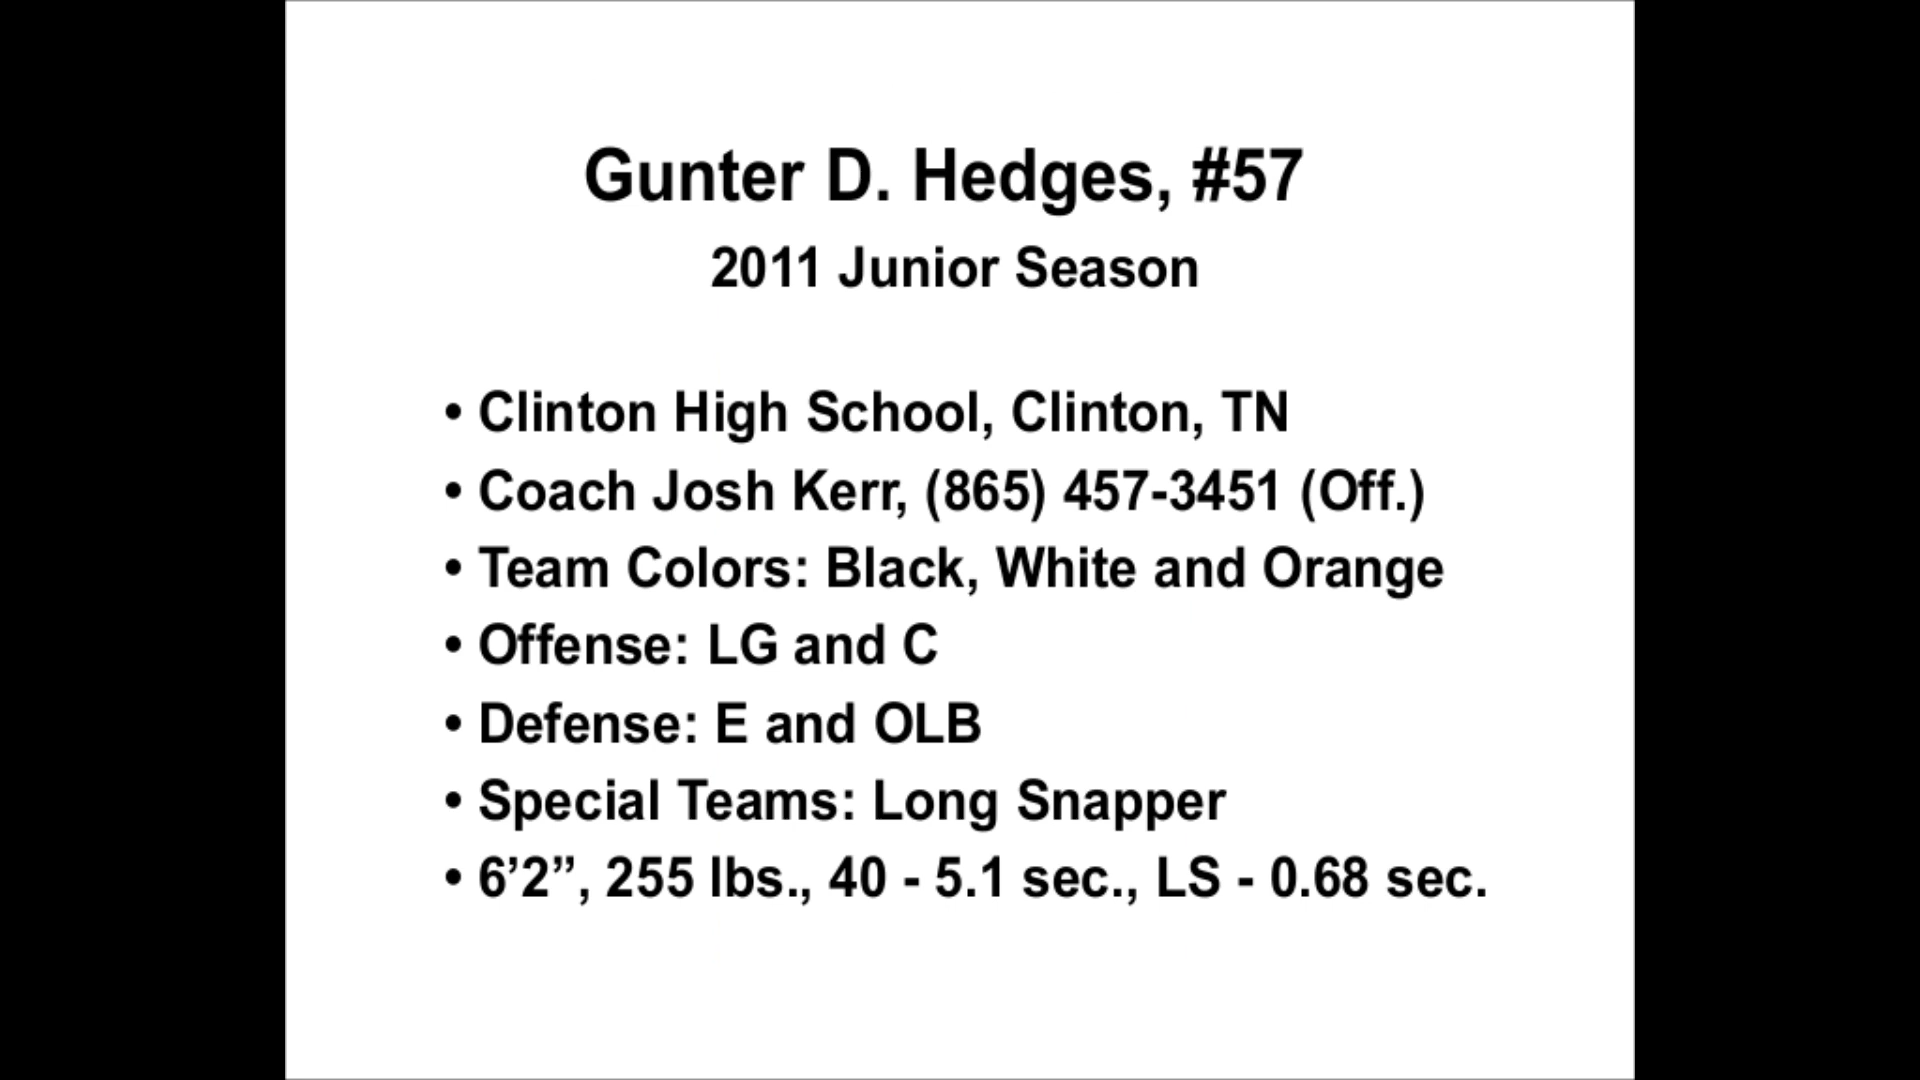 Gunter D. Hedges, #57
2011 Junior Season
• Clinton High School, Clinton, TN
• Coach Josh Kerr, (865) 457-3451 (Off.)
• Team Colors: Black, White and Orange
• Offense: LG and C
• Defense: E and OLB
• Special Teams: Long Snapper
• 6’2”, 255 lbs., 40 - 5.1 sec., LS - 0.68 sec.